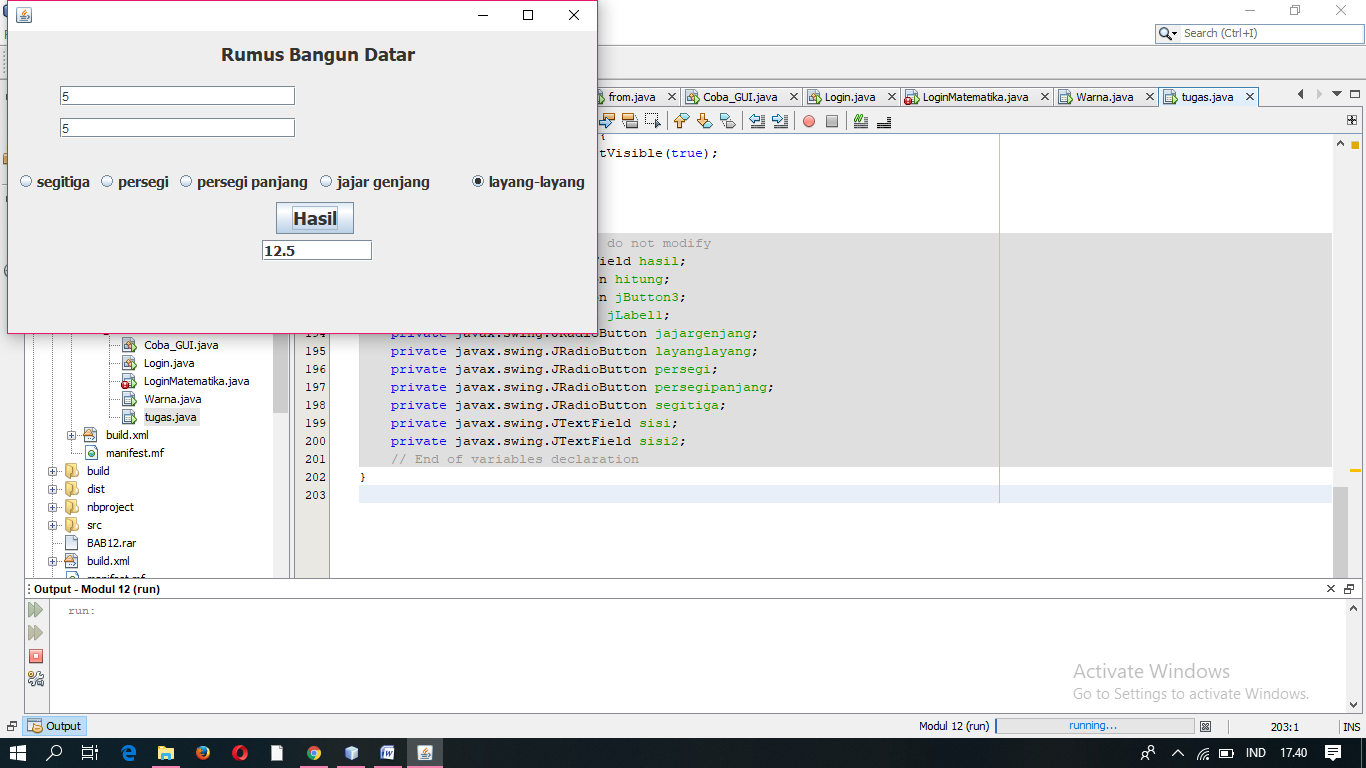 Rumus Bangun Datar
5
5
segitiga persegi persegi panjang jajar genjang layang-layang
Hasil
12.5
Search (Ctrl+I)
from.java Coba_GUI.java Login.java LoginMatematika.java Warna.java tugas.java
tVisible(true);
do not modify
ield hasil;
n hitung;
n jButton3;
jLabel1;
194 private javax.swing.JRadioButton jajargenjang;
195 private javax.swing.JRadioButton layanglayang;
196 private javax.swing.JRadioButton persegi;
197 private javax.swing.JRadioButton persegipanjang;
198 private javax.swing.JRadioButton segitiga;
199 private javax.swing.JTextField sisi;
200 private javax.swing.JTextField sisi2;
201 // End of variables declaration
202 }
203
Coba_GUI.java
Login.java
LoginMatematika.java
Warna.java
tugas.java
build.xml
manifest.mf
build
dist
nbproject
src
BAB12.rar
build.xml
manifest.mf
Output - Modul 12 (run)
run:
Activate Windows
Go to Settings to activate Windows.
Output
Modul 12 (run) running... 203:1 INS
IND 17.40